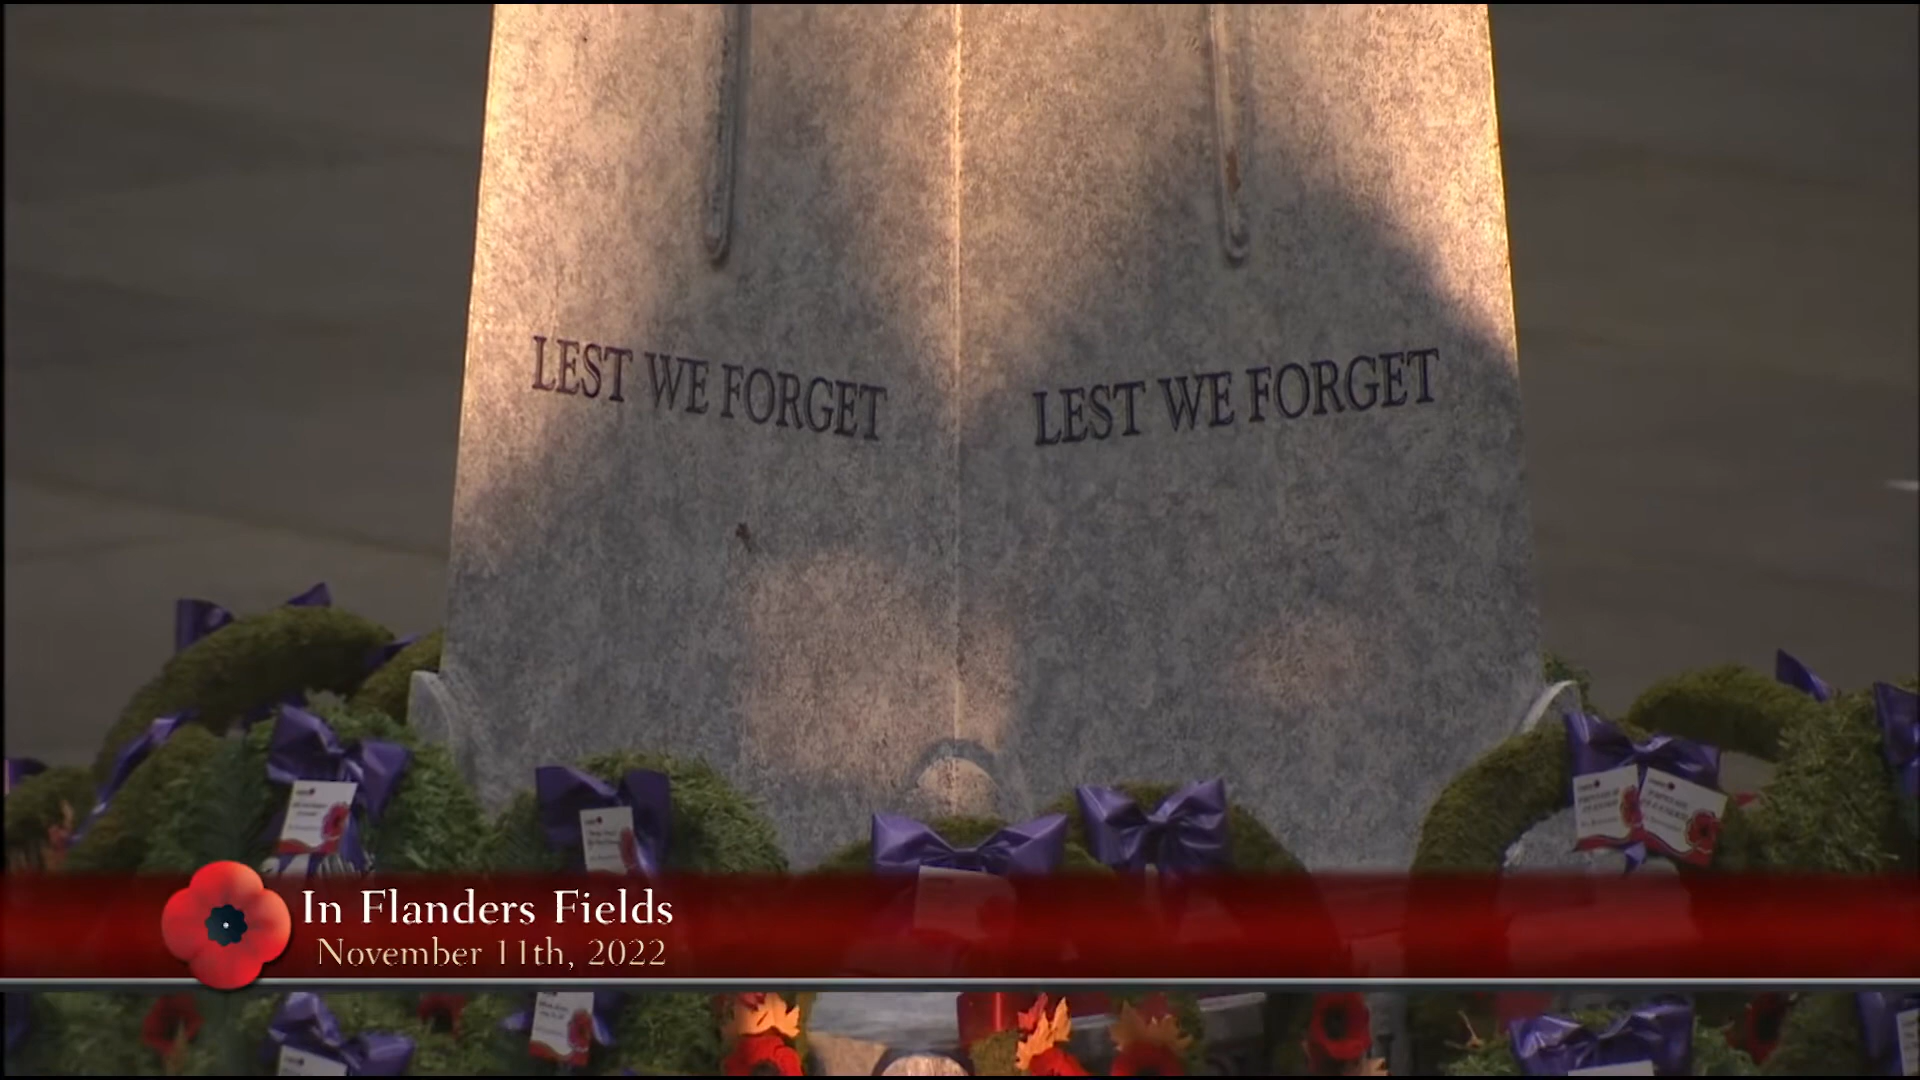 LEST WE FORGET
LEST WE FORGET
In Flanders Fields
November 11th, 2022